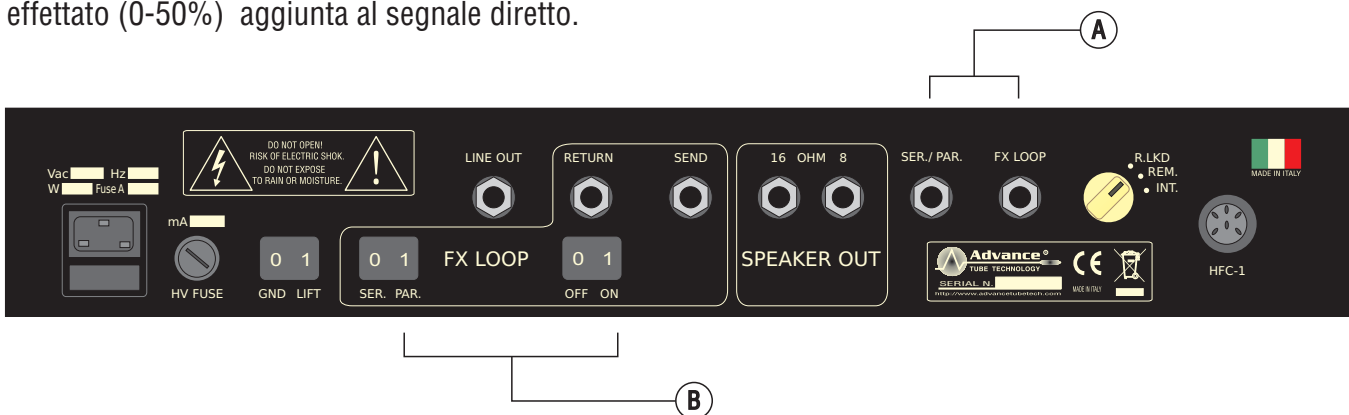 effettato (0-50%) aggiunta al segnale diretto.
A
DO NOT OPEN!
RISK OF ELECTRIC SHOK.
DO NOT EXPOSE
TO RAIN OR MOISTURE.
Vac Hz
W Fuse A
mA
HV FUSE
0 1
GND LIFT
LINE OUT
RETURN
SEND
0 1
SER. PAR.
FX LOOP
0 1
OFF ON
16 OHM 8
SPEAKER OUT
SER./ PAR.
FX LOOP
R.LKD
REM.
INT.
MADE IN ITALY
Advance®
TUBE TECHNOLOGY
SERIAL N.
http://www.advancetubetech.com
CE
MADE IN ITALY
HFC-1
B